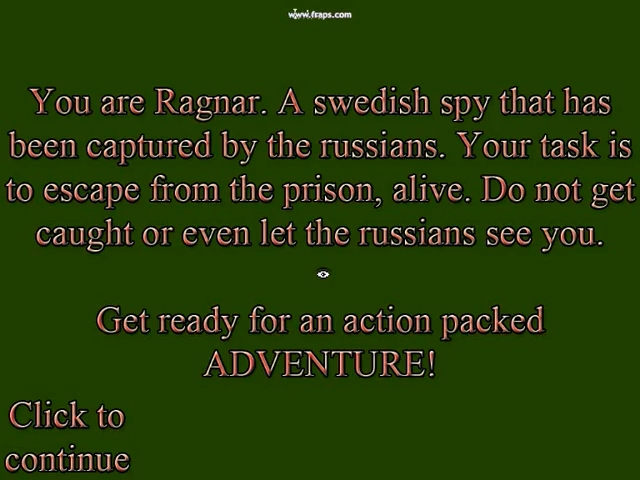 www.fraps.com
You are Ragnar. A swedish spy that has
been captured by the russians. Your task is
to escape from the prison, alive. Do not get
caught or even let the russians see you.
Get ready for an action packed
ADVENTURE!
Click to
continue